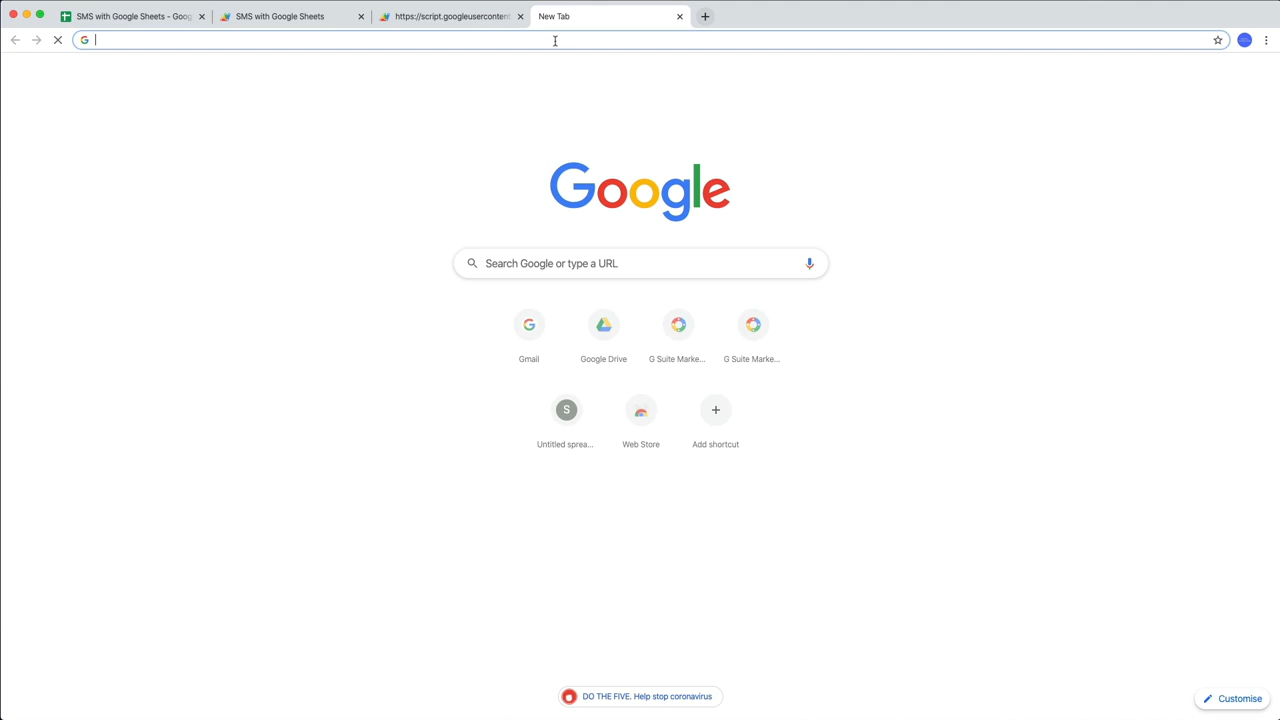 SMS with Google Sheets - Goog
SMS with Google Sheets
https://script.googleusercontent.
New Tab
G
Google
Search Google or type a URL
G
Gmail
Google Drive
G Suite Marke...
G Suite Marke...
S
Untitled sprea...
Web Store
Add shortcut
DO THE FIVE. Help stop coronavirus
Customise